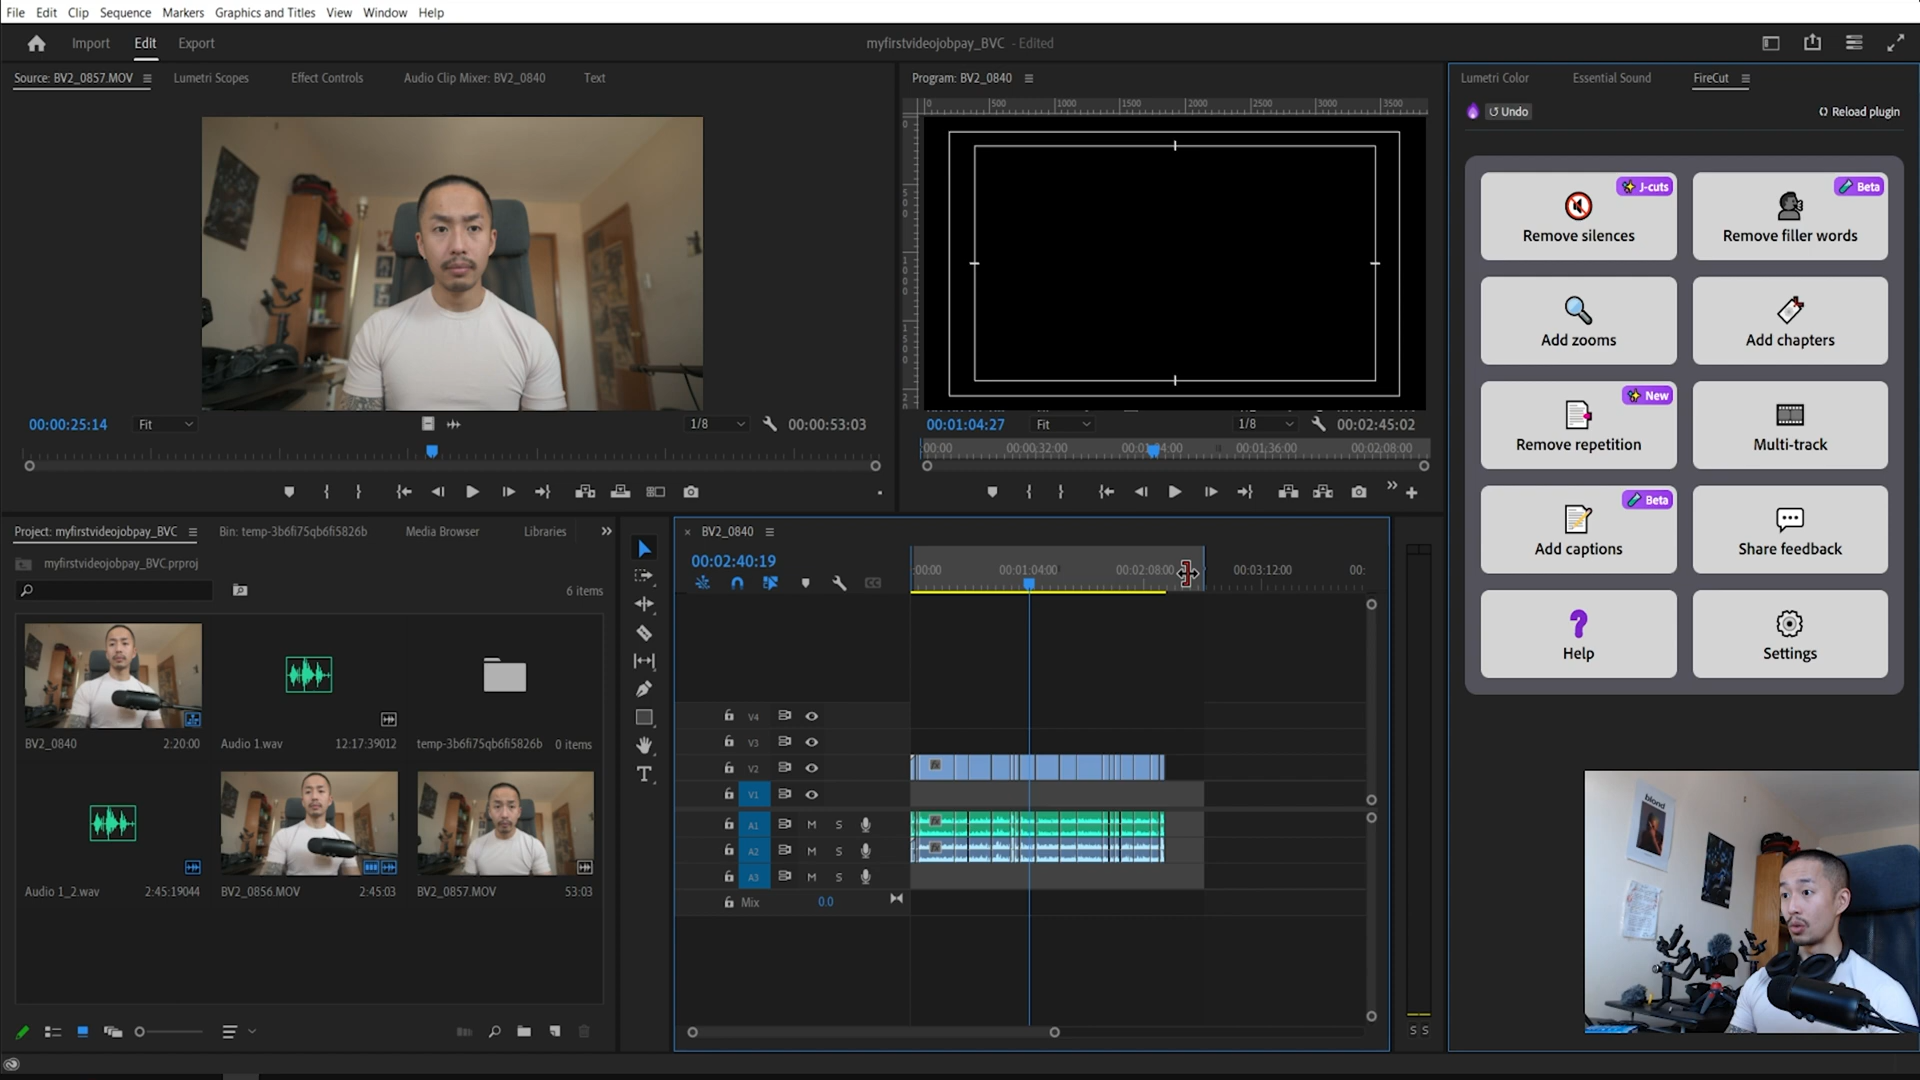 File Edit Clip Sequence Markers Graphics and Titles View Window Help
Import Edit Export
myfirstvideojobpay_BVC - Edited
Source: BV2_0857.MOV Lumetri Scopes Effect Controls Audio Clip Mixer: BV2_0840 Text
Program: BV2_0840
Lumetri Color Essential Sound FireCut
0 500 1000 1500 2000 2500 3000 3500
Undo Reload plugin
J-cuts
Remove silences
Beta
Remove filler words
Add zooms
Add chapters
New
Remove repetition
Multi-track
Beta
Add captions
Share feedback
Help
Settings
00:00:25:14 Fit 1/8 00:00:53:03
00:01:04:27 Fit 1/8 00:02:45:02
:00:00 00:00:32:00 00:01:04:00 00:01:36:00 00:02:08:00
Project: myfirstvideojobpay_BVC Bin: temp-3b6fi75qb6fi5826b Media Browser Libraries
myfirstvideojobpay_BVC.prproj
6 items
BV2_0840 2:20:00
Audio 1.wav 12:17:39012
temp-3b6fi75qb6fi5826b 0 items
Audio 1_2.wav 2:45:19044
BV2_0856.MOV 2:45:03
BV2_0857.MOV 53:03
BV2_0840
00:02:40:19
:00:00 00:01:04:00 00:02:08:00 00:03:12:00 00:
V4
V3
V2
V1
A1 M S
A2 M S
A3 M S
Mix 0.0
S S
blond